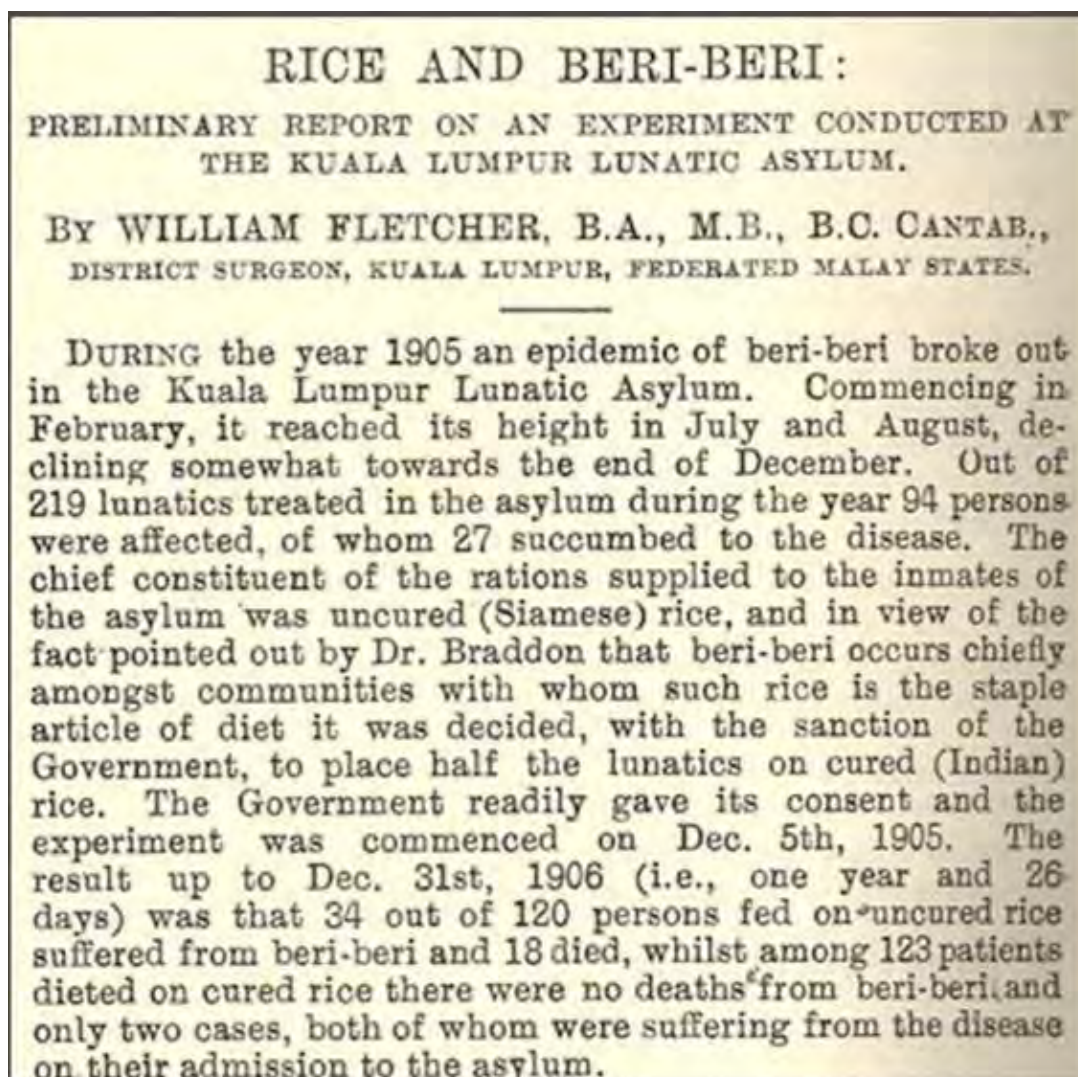 RICE AND BERI-BERI:
PRELIMINARY REPORT ON AN EXPERIMENT CONDUCTED AT
THE KUALA LUMPUR LUNATIC ASYLUM.
BY WILLIAM FLETCHER, B.A., M.B., B.C. CANTAB.,
DISTRICT SURGEON, KUALA LUMPUR, FEDERATED MALAY STATES.
DURING the year 1905 an epidemic of beri-beri broke out
in the Kuala Lumpur Lunatic Asylum. Commencing in
February, it reached its height in July and August, de-
clining somewhat towards the end of December. Out of
219 lunatics treated in the asylum during the year 94 persons
were affected, of whom 27 succumbed to the disease. The
chief constituent of the rations supplied to the inmates of
the asylum was uncured (Siamese) rice, and in view of the
fact pointed out by Dr. Braddon that beri-beri occurs chiefly
amongst communities with whom such rice is the staple
article of diet it was decided, with the sanction of the
Government, to place half the lunatics on cured (Indian)
rice. The Government readily gave its consent and the
experiment was commenced on Dec. 5th, 1905. The
result up to Dec. 31st, 1906 (i.e., one year and 26
days) was that 34 out of 120 persons fed on uncured rice
suffered from beri-beri and 18 died, whilst among 123 patients
dieted on cured rice there were no deaths from beri-beri and
only two cases, both of whom were suffering from the disease
on their admission to the asylum.